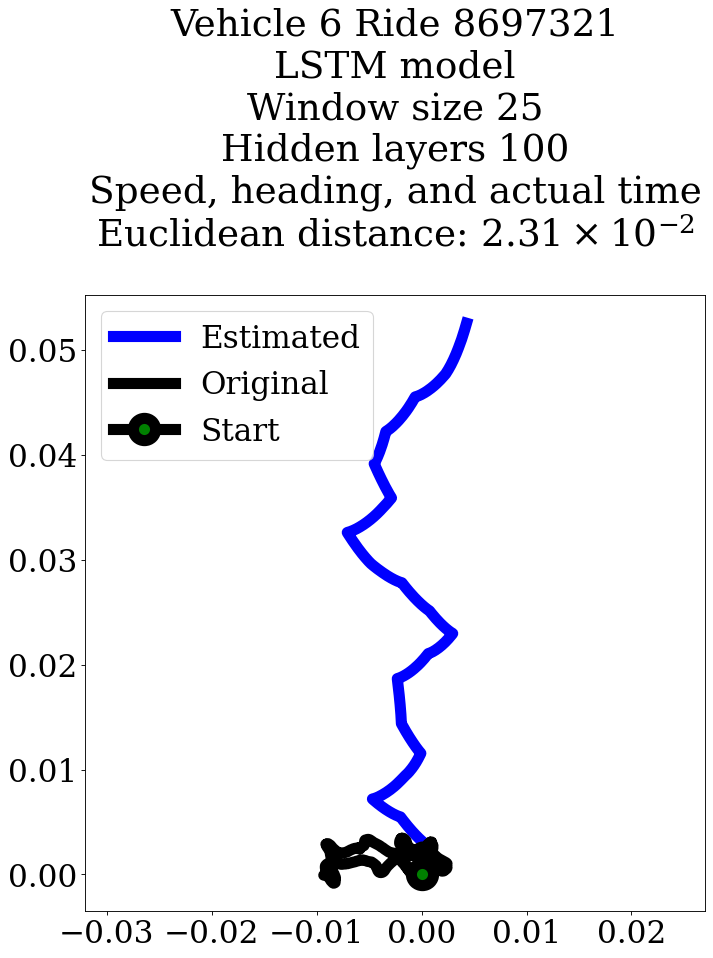 Vehicle 6 Ride 8697321
LSTM model
Window size 25
Hidden layers 100
Speed, heading, and actual time
Euclidean distance: 2.31 × 10⁻²
Estimated
Original
Start
0.05
0.04
0.03
0.02
0.01
0.00
−0.03 −0.02 −0.01 0.00 0.01 0.02